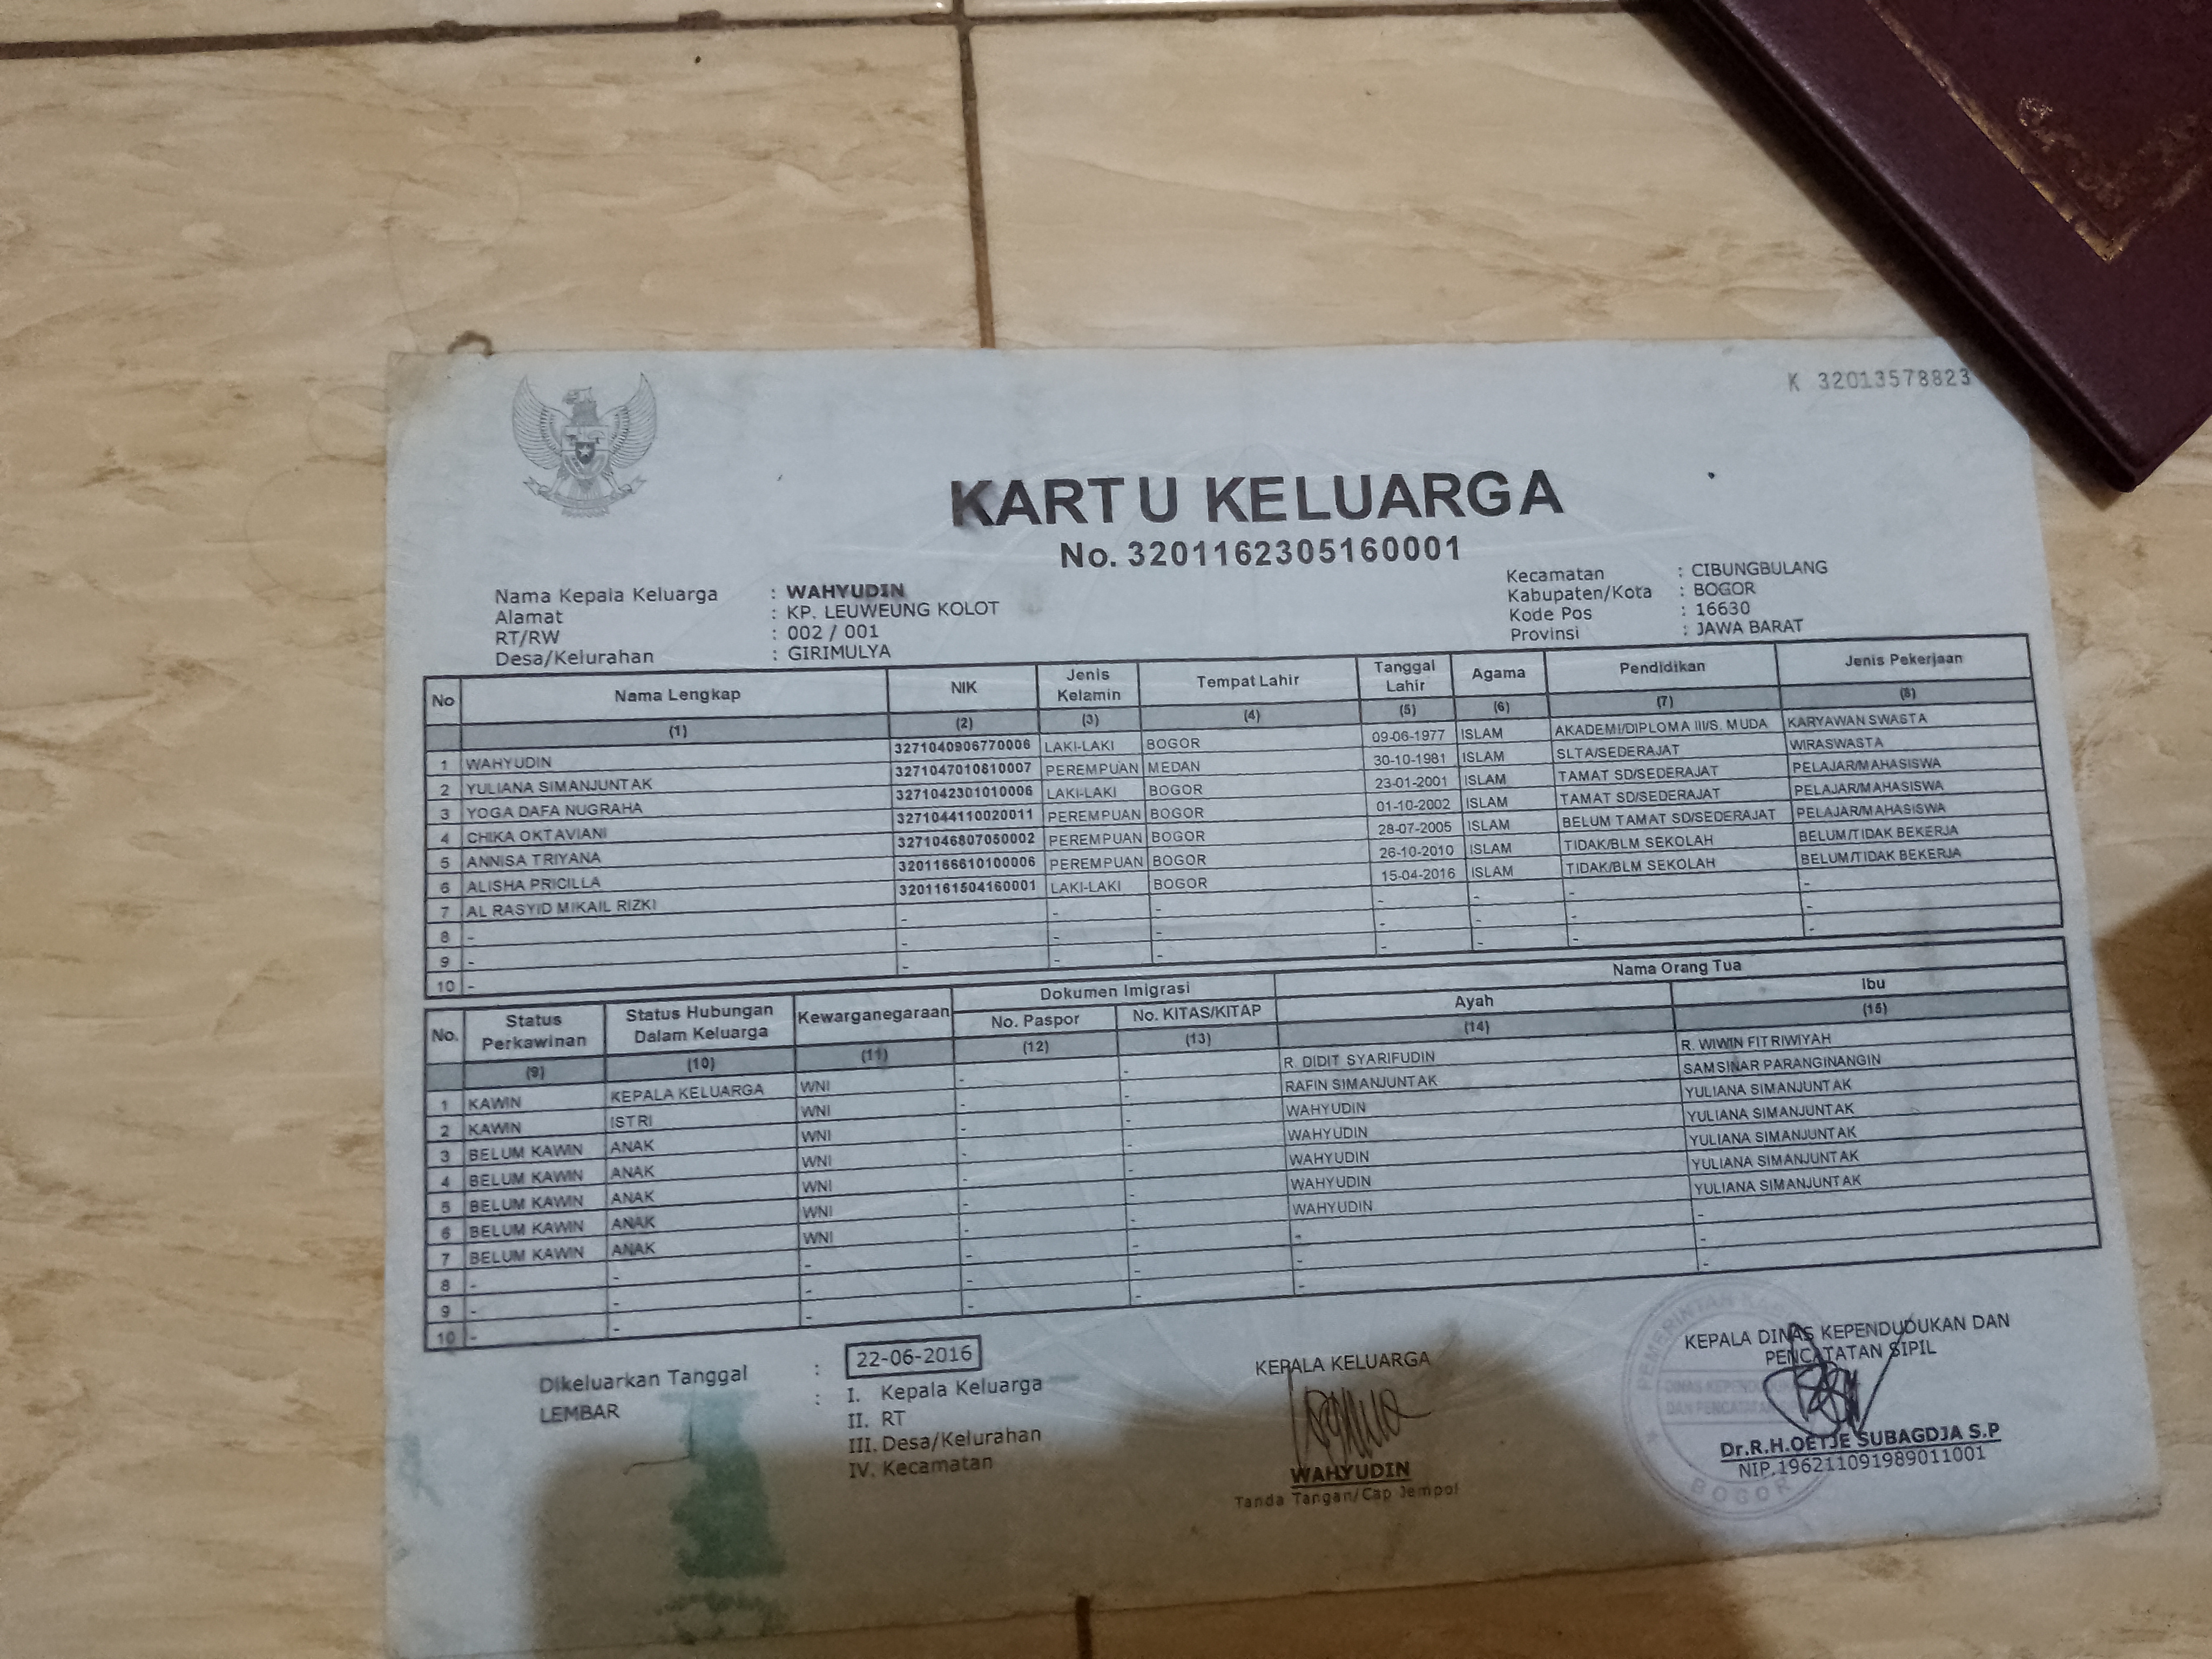 K 32013578823
KARTU KELUARGA
No. 3201162305160001
Nama Kepala Keluarga : WAHYUDIN
Alamat : KP. LEUWEUNG KOLOT
RT/RW : 002 / 001
Desa/Kelurahan : GIRIMULYA
Kecamatan : CIBUNGBULANG
Kabupaten/Kota : BOGOR
Kode Pos : 16630
Provinsi : JAWA BARAT
No Nama Lengkap NIK Jenis Kelamin Tempat Lahir Tanggal Lahir Agama Pendidikan Jenis Pekerjaan
(1) (2) (3) (4) (5) (6) (7) (8)
1 WAHYUDIN 3271040906770006 LAKI-LAKI BOGOR 09-06-1977 ISLAM AKADEMI/DIPLOMA III/S. MUDA KARYAWAN SWASTA
2 YULIANA SIMANJUNTAK 3271047010810007 PEREMPUAN MEDAN 30-10-1981 ISLAM SLTA/SEDERAJAT WIRASWASTA
3 YOGA DAFA NUGRAHA 3271042301010006 LAKI-LAKI BOGOR 23-01-2001 ISLAM TAMAT SD/SEDERAJAT PELAJAR/MAHASISWA
4 CHIKA OKTAVIANI 3271044110020011 PEREMPUAN BOGOR 01-10-2002 ISLAM TAMAT SD/SEDERAJAT PELAJAR/MAHASISWA
5 ANNISA TRIYANA 3271046807050002 PEREMPUAN BOGOR 28-07-2005 ISLAM BELUM TAMAT SD/SEDERAJAT PELAJAR/MAHASISWA
6 ALISHA PRICILLA 3201166610100006 PEREMPUAN BOGOR 26-10-2010 ISLAM TIDAK/BLM SEKOLAH BELUM/TIDAK BEKERJA
7 AL RASYID MIKAIL RIZKI 3201161504160001 LAKI-LAKI BOGOR 15-04-2016 ISLAM TIDAK/BLM SEKOLAH BELUM/TIDAK BEKERJA
8 - - - - - - - -
9 - - - - - - - -
10 - - - - - - - -
No. Status Perkawinan Status Hubungan Dalam Keluarga Kewarganegaraan Dokumen Imigrasi Nama Orang Tua
No. Paspor No. KITAS/KITAP Ayah Ibu
(9) (10) (11) (12) (13) (14) (15)
1 KAWIN KEPALA KELUARGA WNI - - R. DIDIT SYARIFUDIN R. WIWIN FITRIWIYAH
2 KAWIN ISTRI WNI - - RAFIN SIMANJUNTAK SAMSINAR PARANGINANGIN
3 BELUM KAWIN ANAK WNI - - WAHYUDIN YULIANA SIMANJUNTAK
4 BELUM KAWIN ANAK WNI - - WAHYUDIN YULIANA SIMANJUNTAK
5 BELUM KAWIN ANAK WNI - - WAHYUDIN YULIANA SIMANJUNTAK
6 BELUM KAWIN ANAK WNI - - WAHYUDIN YULIANA SIMANJUNTAK
7 BELUM KAWIN ANAK WNI - - WAHYUDIN YULIANA SIMANJUNTAK
8 - - - - - - -
9 - - - - - - -
10 - - - - - - -
Dikeluarkan Tanggal : 22-06-2016
LEMBAR : I. Kepala Keluarga
II. RT
III. Desa/Kelurahan
IV. Kecamatan
KEPALA KELUARGA
WAHYUDIN
Tanda Tangan/Cap Jempol
KEPALA DINAS KEPENDUDUKAN DAN
PENCATATAN SIPIL
Dr.R.H.OETJE SUBAGDJA S.P
NIP.196211091989011001
BOGOR